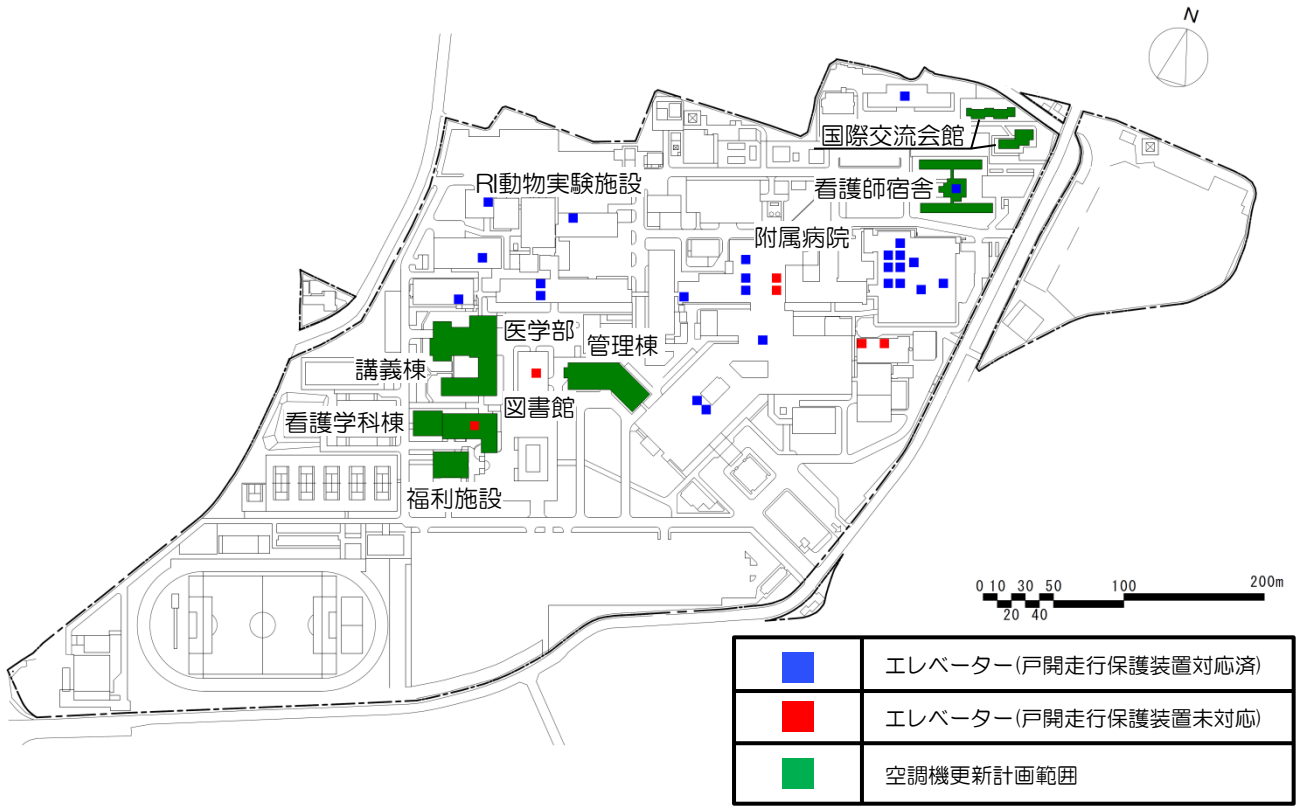 N
国際交流会館
RI動物実験施設
看護師宿舎
附属病院
医学部
管理棟
講義棟
図書館
看護学科棟
福利施設
0 10 30 50 100 200m
20 40
エレベーター(戸開走行保護装置対応済)
エレベーター(戸開走行保護装置未対応)
空調機更新計画範囲